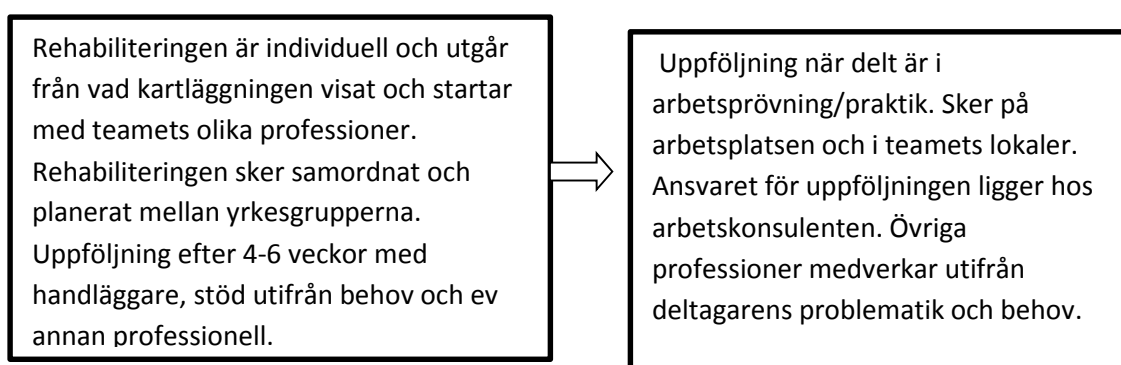 Rehabiliteringen är individuell och utgår
från vad kartläggningen visat och startar
med teamets olika professioner.
Rehabiliteringen sker samordnat och
planerat mellan yrkesgrupperna.
Uppföljning efter 4-6 veckor med
handläggare, stöd utifrån behov och ev
annan professionell.
Uppföljning när delt är i
arbetsprövning/praktik. Sker på
arbetsplatsen och i teamets lokaler.
Ansvaret för uppföljningen ligger hos
arbetskonsulenten. Övriga
professioner medverkar utifrån
deltagarens problematik och behov.